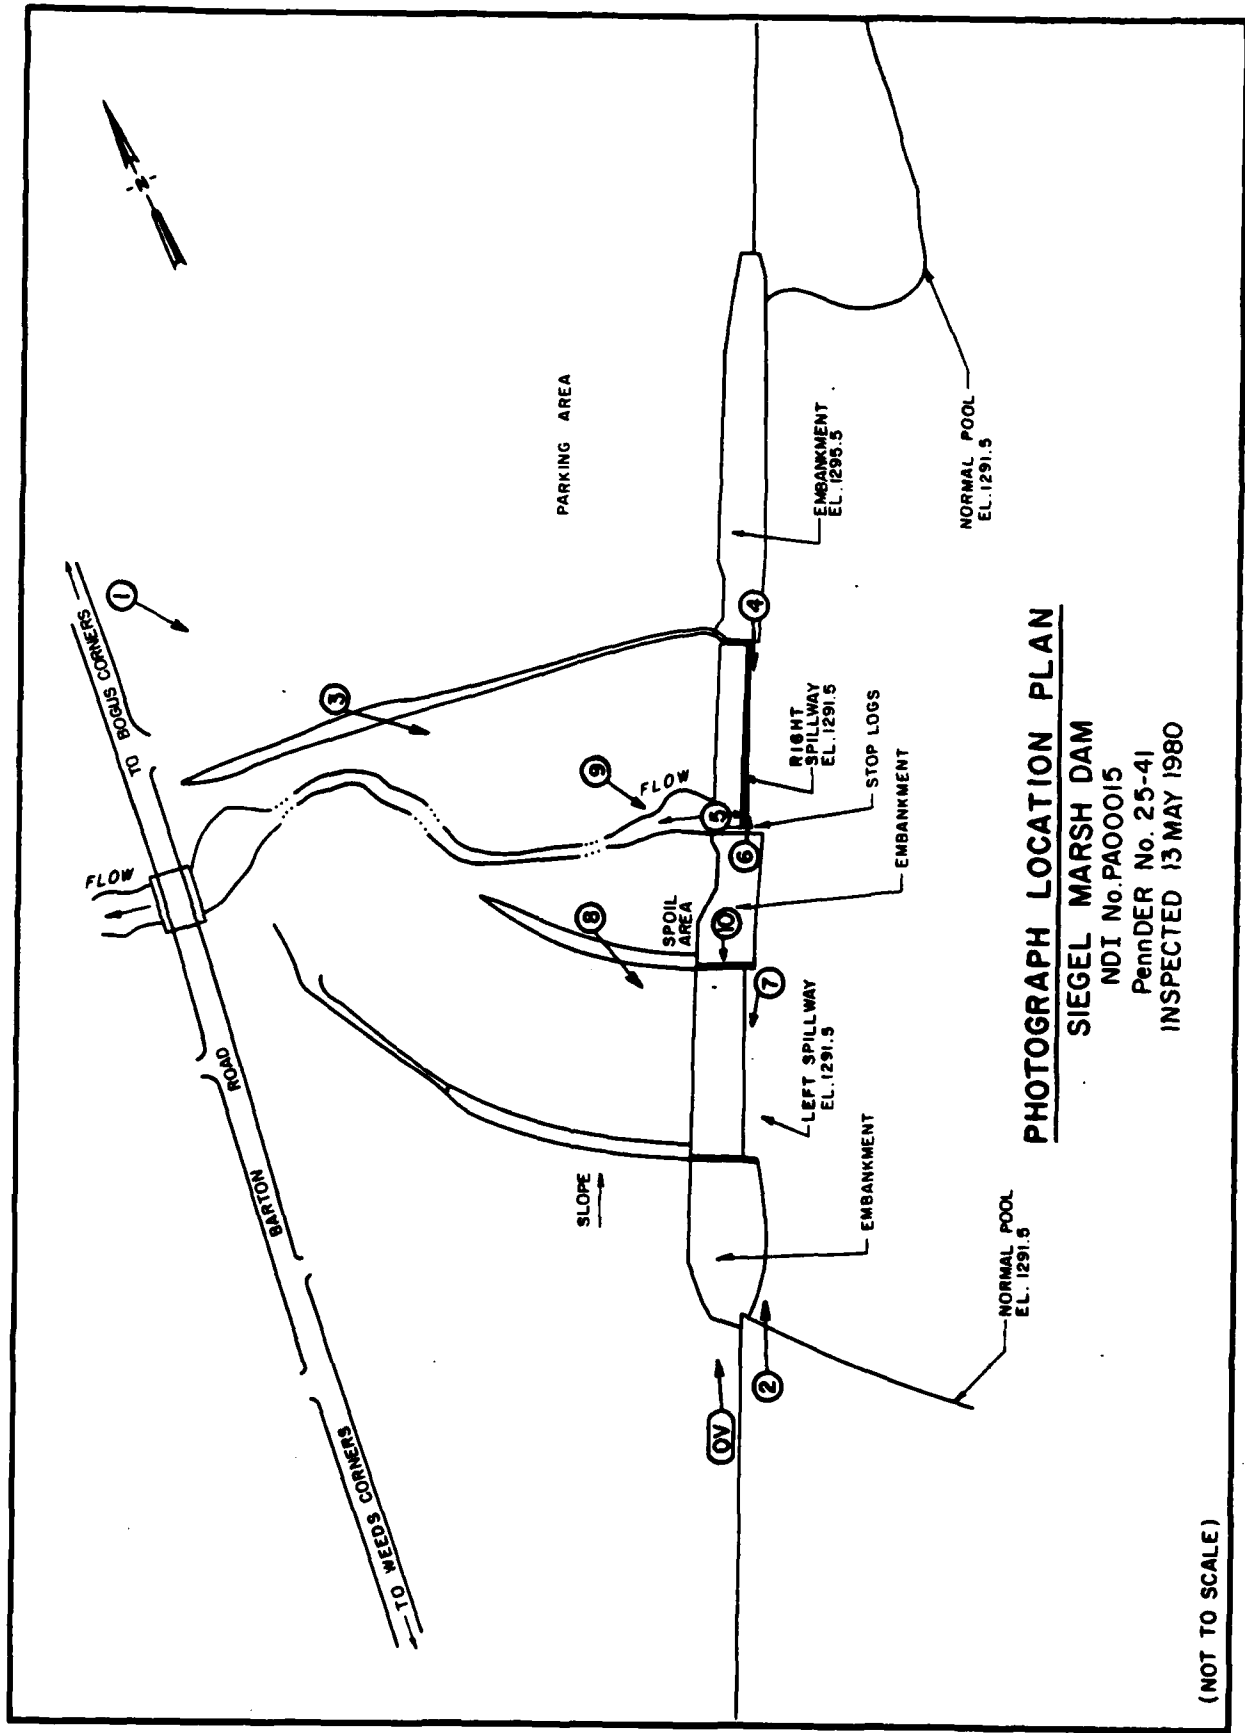 TO BOGUS CORNERS
1
FLOW
BARTON ROAD
TO WEEDS CORNERS
N
3
PARKING AREA
9
FLOW
8
SPOIL
AREA
SLOPE
5
4
6
10
7
OV
2
EMBANKMENT
EL. 1295.5
RIGHT
SPILLWAY
EL. 1291.5
STOP LOGS
EMBANKMENT
LEFT SPILLWAY
EL. 1291.5
EMBANKMENT
NORMAL POOL
EL. 1291.5
NORMAL POOL
EL. 1291.5
PHOTOGRAPH LOCATION PLAN
SIEGEL MARSH DAM
NDI No. PA00015
PennDER No. 25-41
INSPECTED 13 MAY 1980
(NOT TO SCALE)